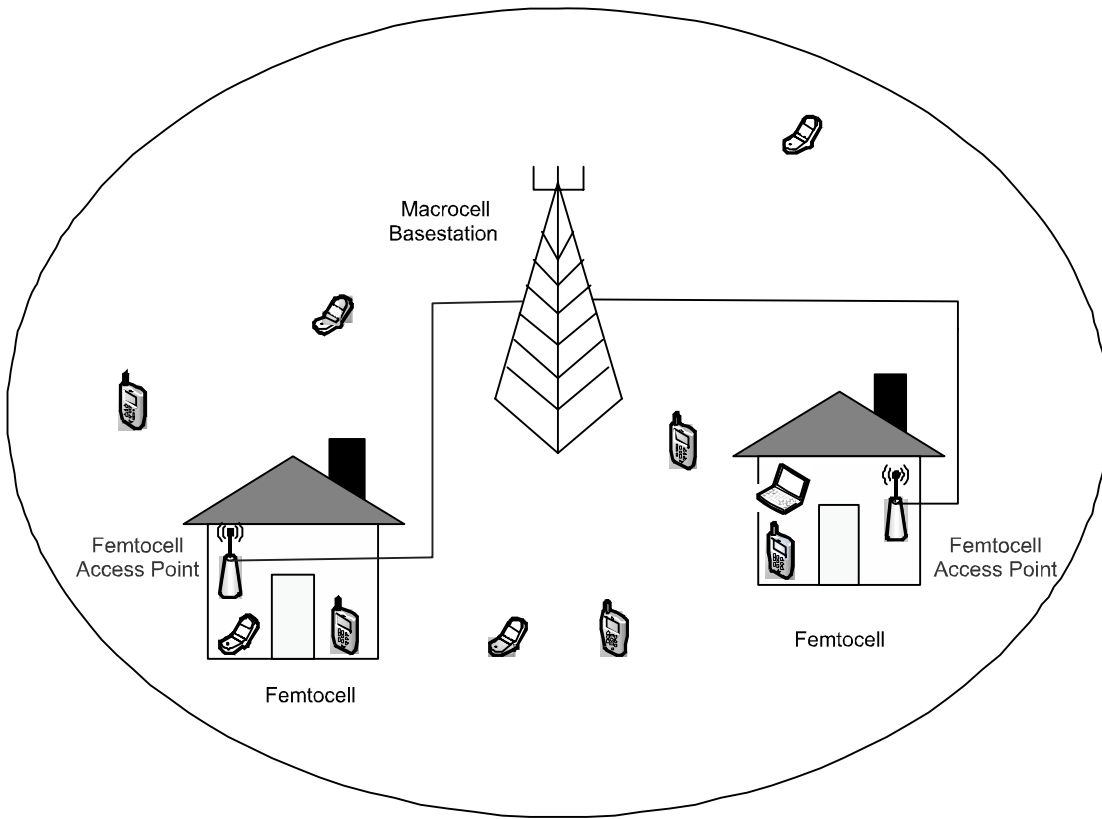 Macrocell
Basestation
Femtocell
Access Point
Femtocell
Access Point
Femtocell
Femtocell